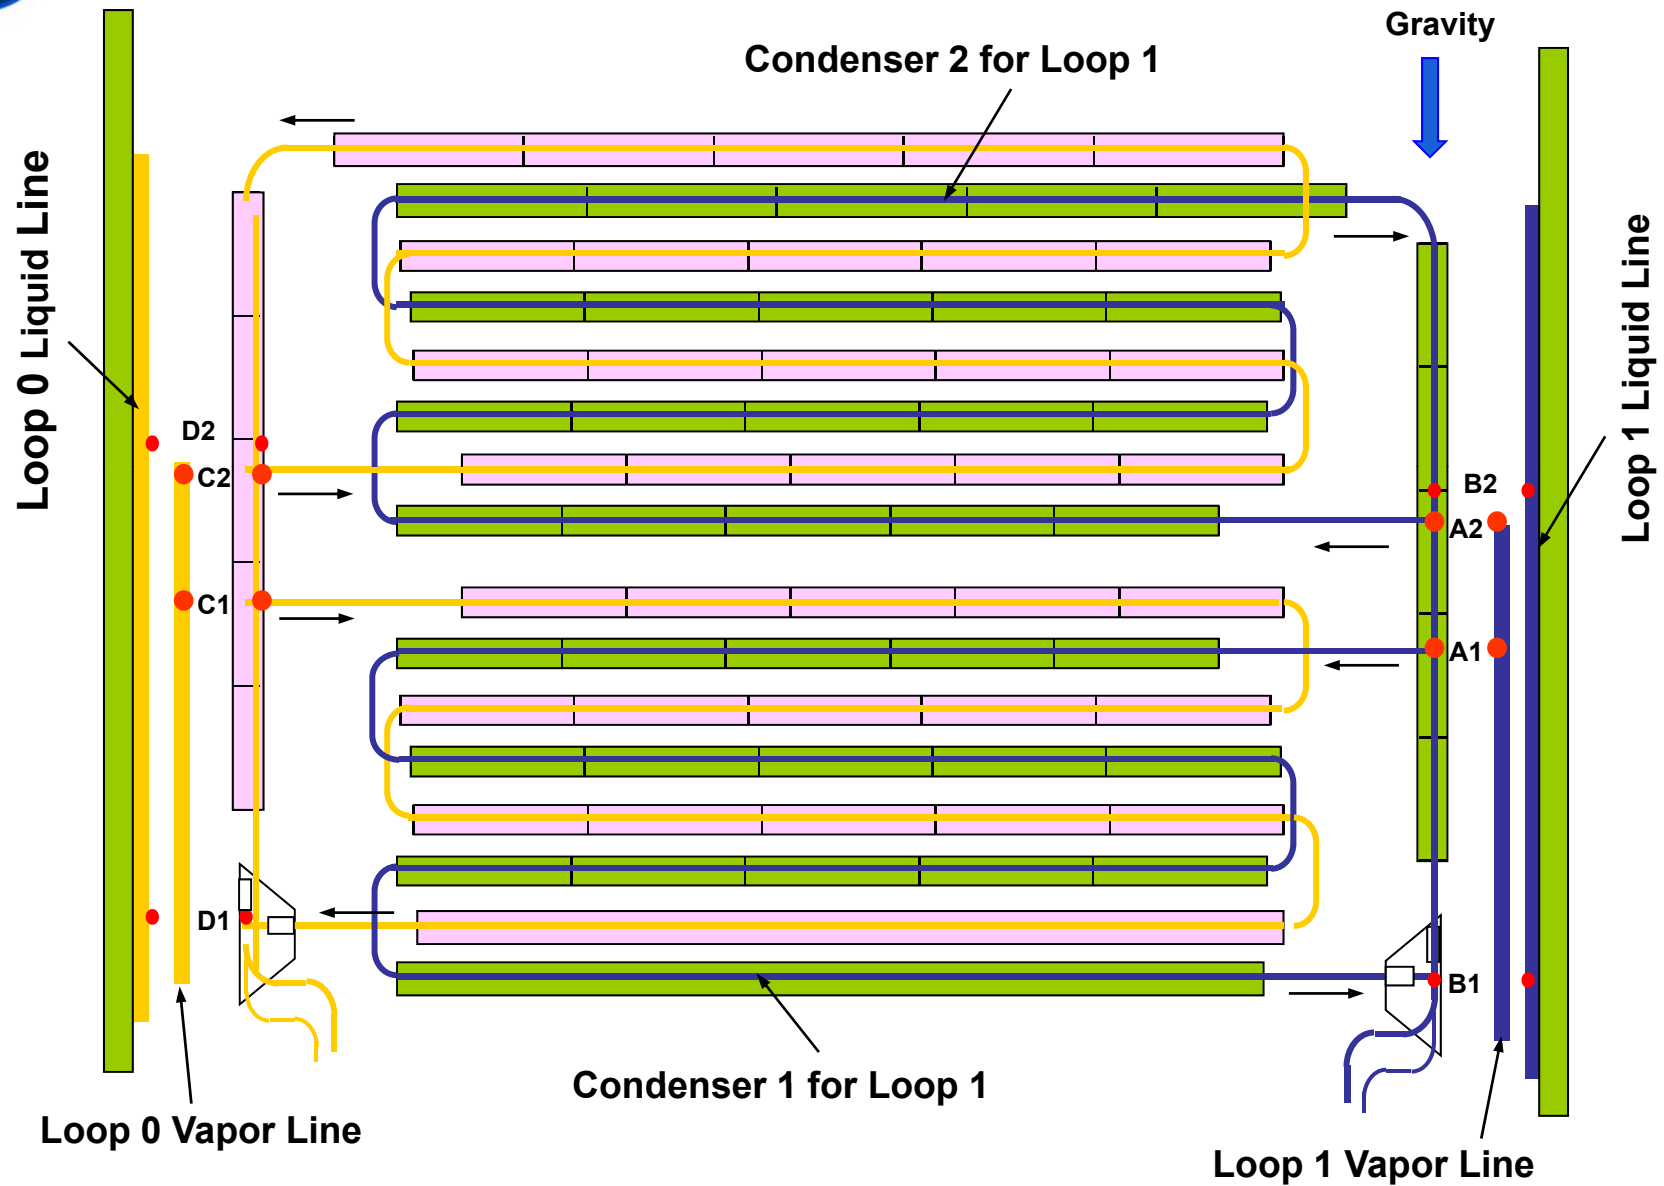 Gravity
Condenser 2 for Loop 1
Loop 0 Liquid Line
Loop 1 Liquid Line
D2
C2
B2
A2
C1
A1
D1
B1
Condenser 1 for Loop 1
Loop 0 Vapor Line
Loop 1 Vapor Line